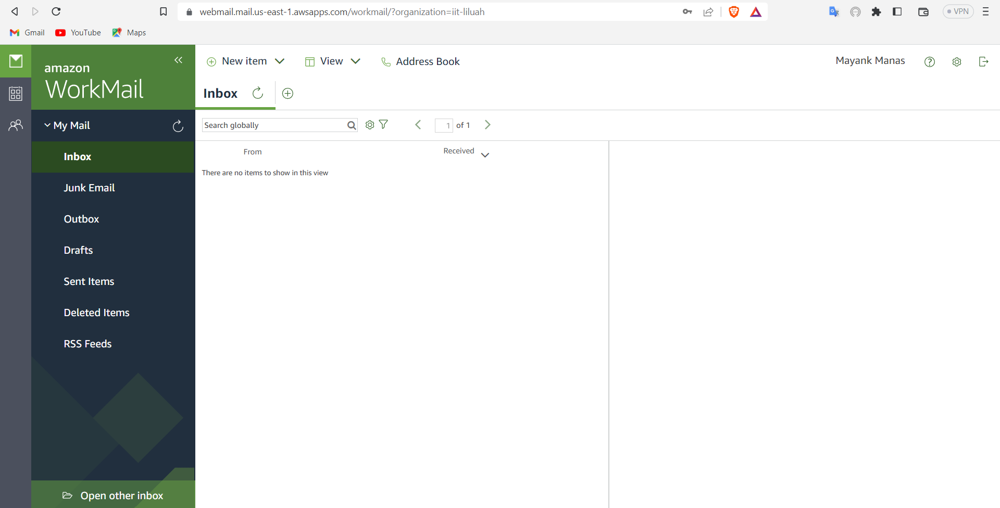 webmail.mail.us-east-1.awsapps.com/workmail/?organization=iit-liluah
VPN
Gmail YouTube Maps
amazon
WorkMail
New item View Address Book
Mayank Manas
Inbox
My Mail
Inbox
Junk Email
Outbox
Drafts
Sent Items
Deleted Items
RSS Feeds
Open other inbox
Search globally
1 of 1
From Received
There are no items to show in this view